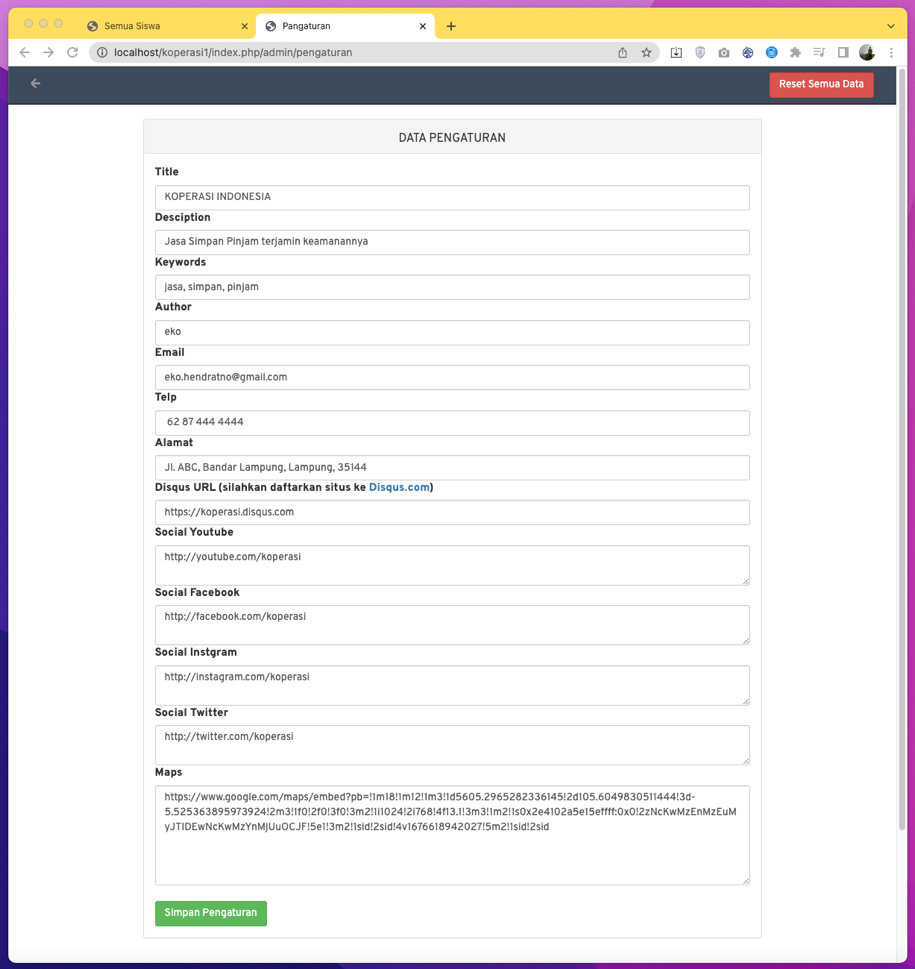 Semua Siswa
Pengaturan
localhost/koperasi1/index.php/admin/pengaturan
Reset Semua Data
DATA PENGATURAN
Title
KOPERASI INDONESIA
Desciption
Jasa Simpan Pinjam terjamin keamanannya
Keywords
jasa, simpan, pinjam
Author
eko
Email
eko.hendratno@gmail.com
Telp
62 87 444 4444
Alamat
Jl. ABC, Bandar Lampung, Lampung, 35144
Disqus URL (silahkan daftarkan situs ke Disqus.com)
https://koperasi.disqus.com
Social Youtube
http://youtube.com/koperasi
Social Facebook
http://facebook.com/koperasi
Social Instgram
http://instagram.com/koperasi
Social Twitter
http://twitter.com/koperasi
Maps
https://www.google.com/maps/embed?pb=!1m18!1m12!1m3!1d5605.2965282336145!2d105.6049830511444!3d-
5.525363895973924!2m3!1f0!2f0!3f0!3m2!1i1024!2i768!4f13.1!3m3!1m2!1s0x2e4102a5e15effff:0x0!2zNcKwMzEnMzEuM
yJTIDEwNcKwMzYnMjUuOCJF!5e1!3m2!1sid!2sid!4v1676618942027!5m2!1sid!2sid
Simpan Pengaturan